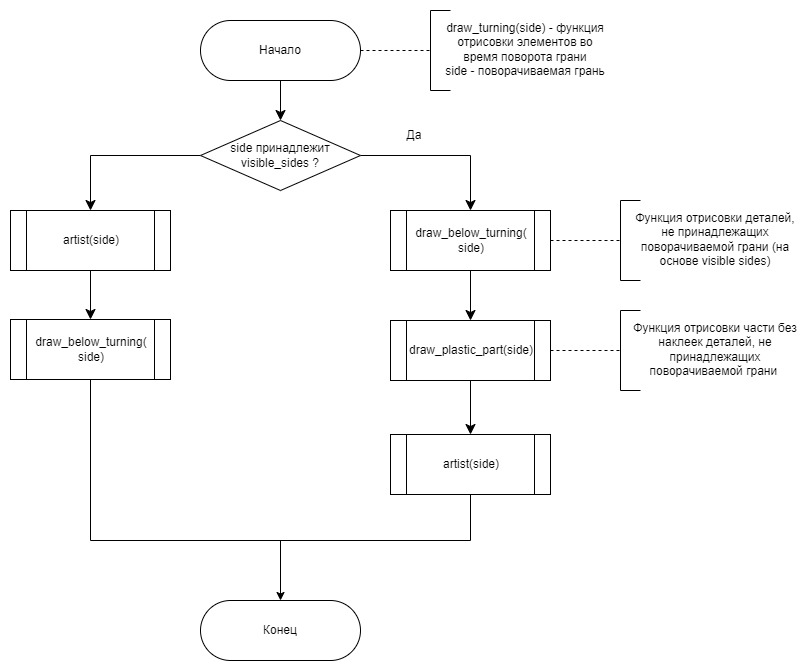 Начало
draw_turning(side) - функция
отрисовки элементов во
время поворота грани
side - поворачиваемая грань
side принадлежит
visible_sides ?
Да
artist(side)
draw_below_turning(
side)
draw_below_turning(
side)
Функция отрисовки деталей,
не принадлежащих
поворачиваемой грани (на
основе visible sides)
draw_plastic_part(side)
Функция отрисовки части без
наклеек деталей, не
принадлежащих
поворачиваемой грани
artist(side)
Конец